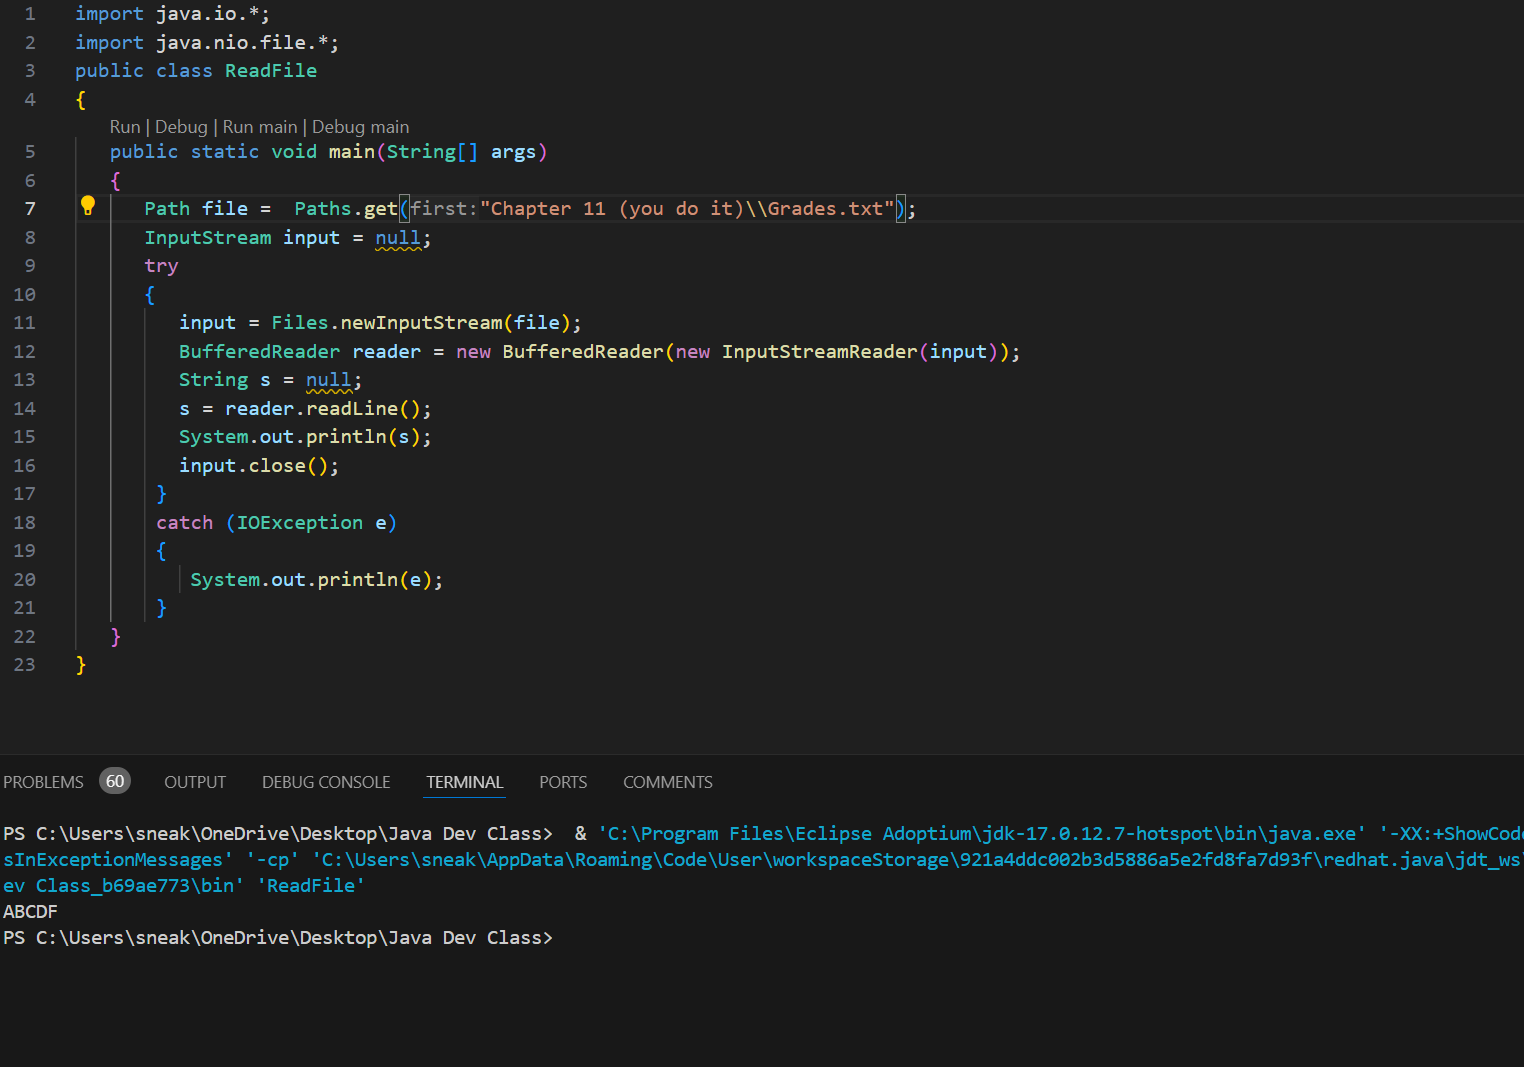 1 import java.io.*;
2 import java.nio.file.*;
3 public class ReadFile
4 {
Run | Debug | Run main | Debug main
5 public static void main(String[] args)
6 {
7 Path file =  Paths.get(first:"Chapter 11 (you do it)\\Grades.txt");
8 InputStream input = null;
9 try
10 {
11 input = Files.newInputStream(file);
12 BufferedReader reader = new BufferedReader(new InputStreamReader(input));
13 String s = null;
14 s = reader.readLine();
15 System.out.println(s);
16 input.close();
17 }
18 catch (IOException e)
19 {
20 System.out.println(e);
21 }
22 }
23 }
PROBLEMS 60 OUTPUT DEBUG CONSOLE TERMINAL PORTS COMMENTS
PS C:\Users\sneak\OneDrive\Desktop\Java Dev Class>  & 'C:\Program Files\Eclipse Adoptium\jdk-17.0.12.7-hotspot\bin\java.exe' '-XX:+ShowCode
sInExceptionMessages' '-cp' 'C:\Users\sneak\AppData\Roaming\Code\User\workspaceStorage\921a4ddc002b3d5886a5e2fd8fa7d93f\redhat.java\jdt_ws\
ev Class_b69ae773\bin' 'ReadFile'
ABCDF
PS C:\Users\sneak\OneDrive\Desktop\Java Dev Class>